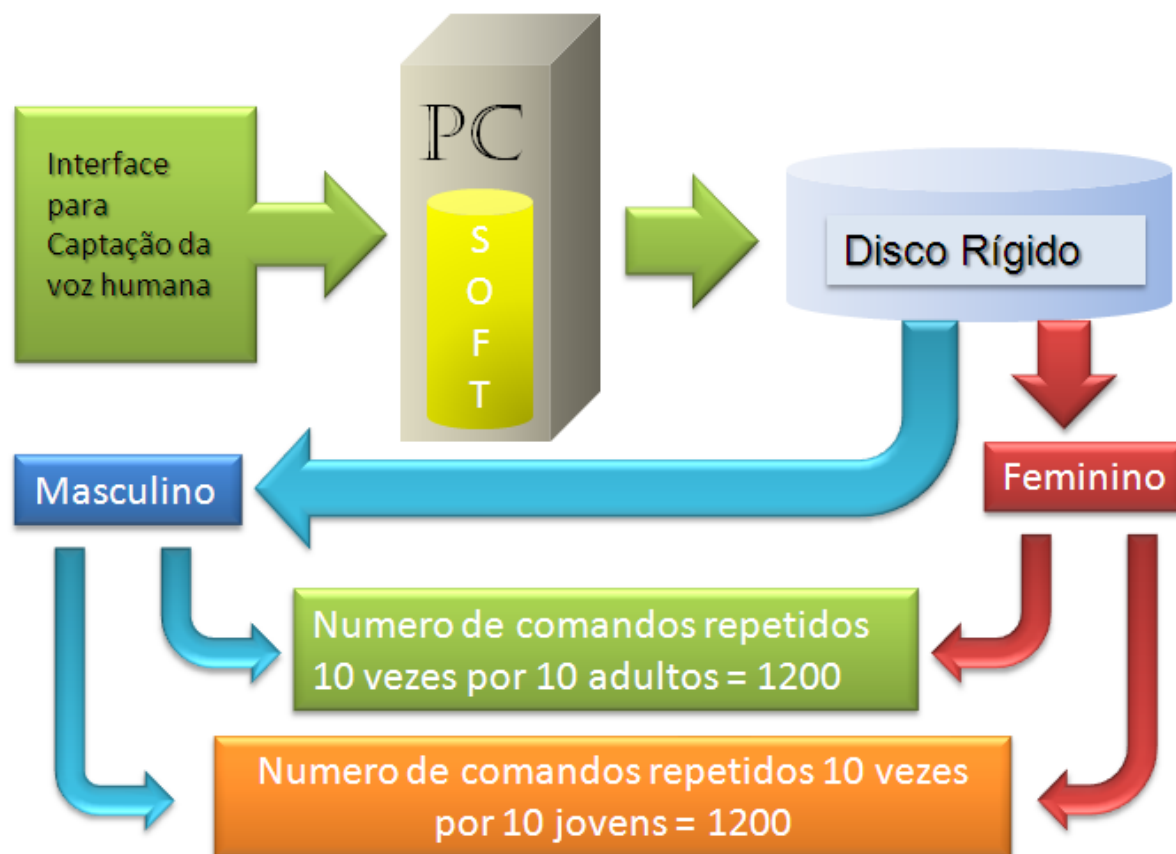 Interface
para
Captação da
voz humana
PC
S
O
F
T
Disco Rígido
Masculino
Feminino
Numero de comandos repetidos
10 vezes por 10 adultos = 1200
Numero de comandos repetidos 10 vezes
por 10 jovens = 1200